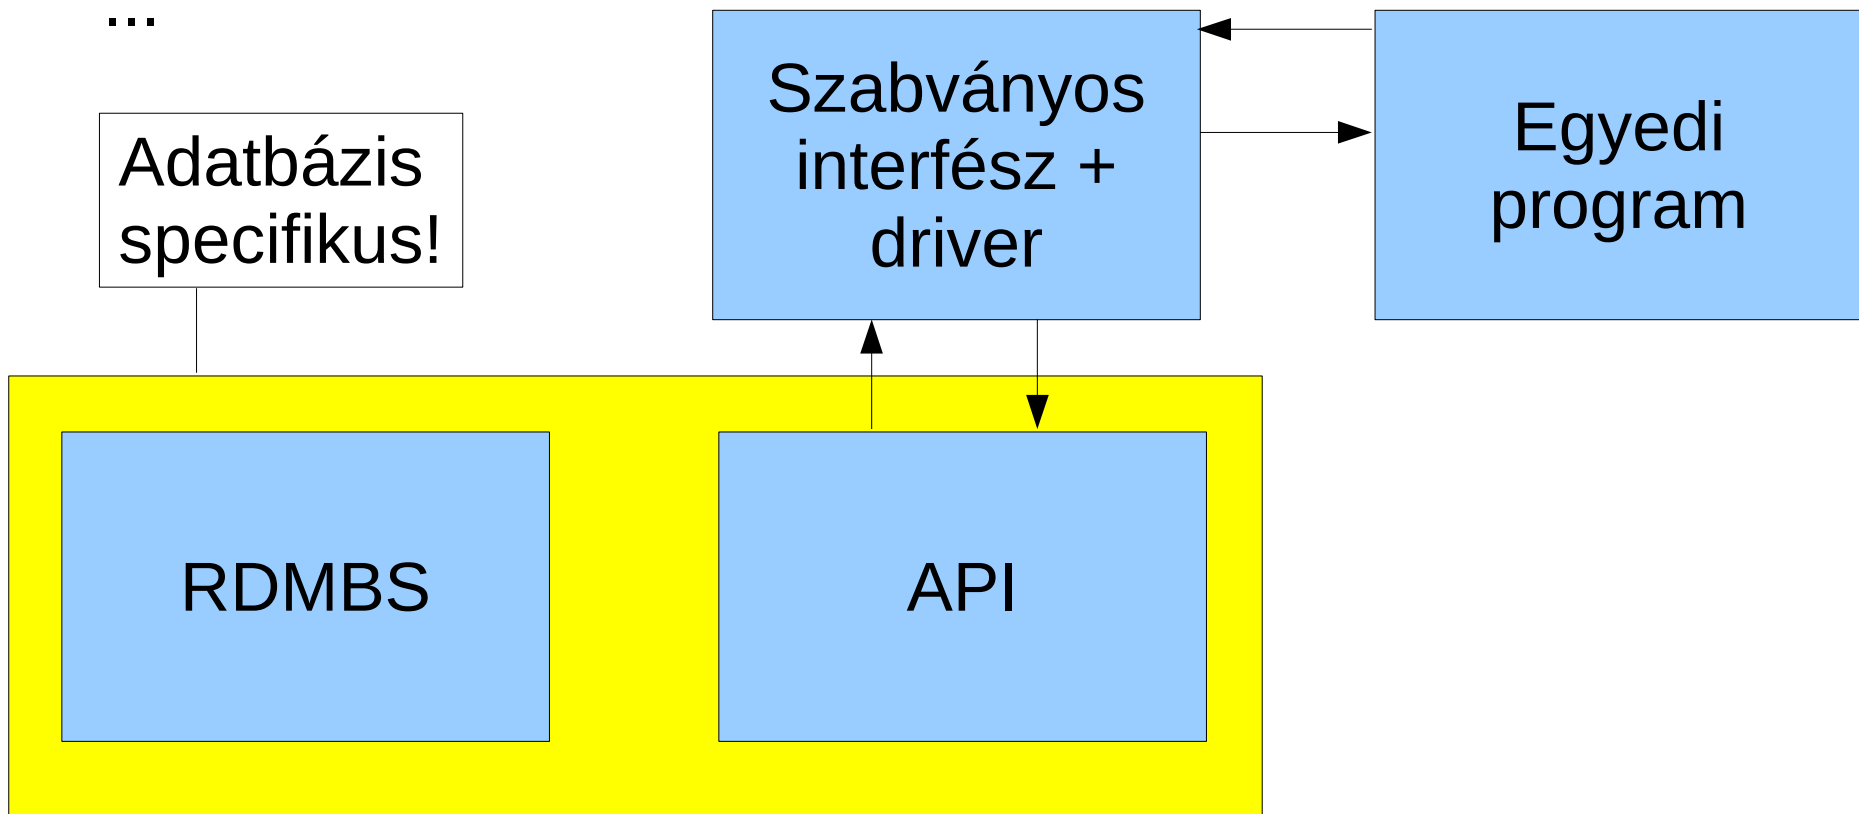 ...
Szabványos
interfész +
driver
Egyedi
program
Adatbázis
specifikus!
RDMBS
API